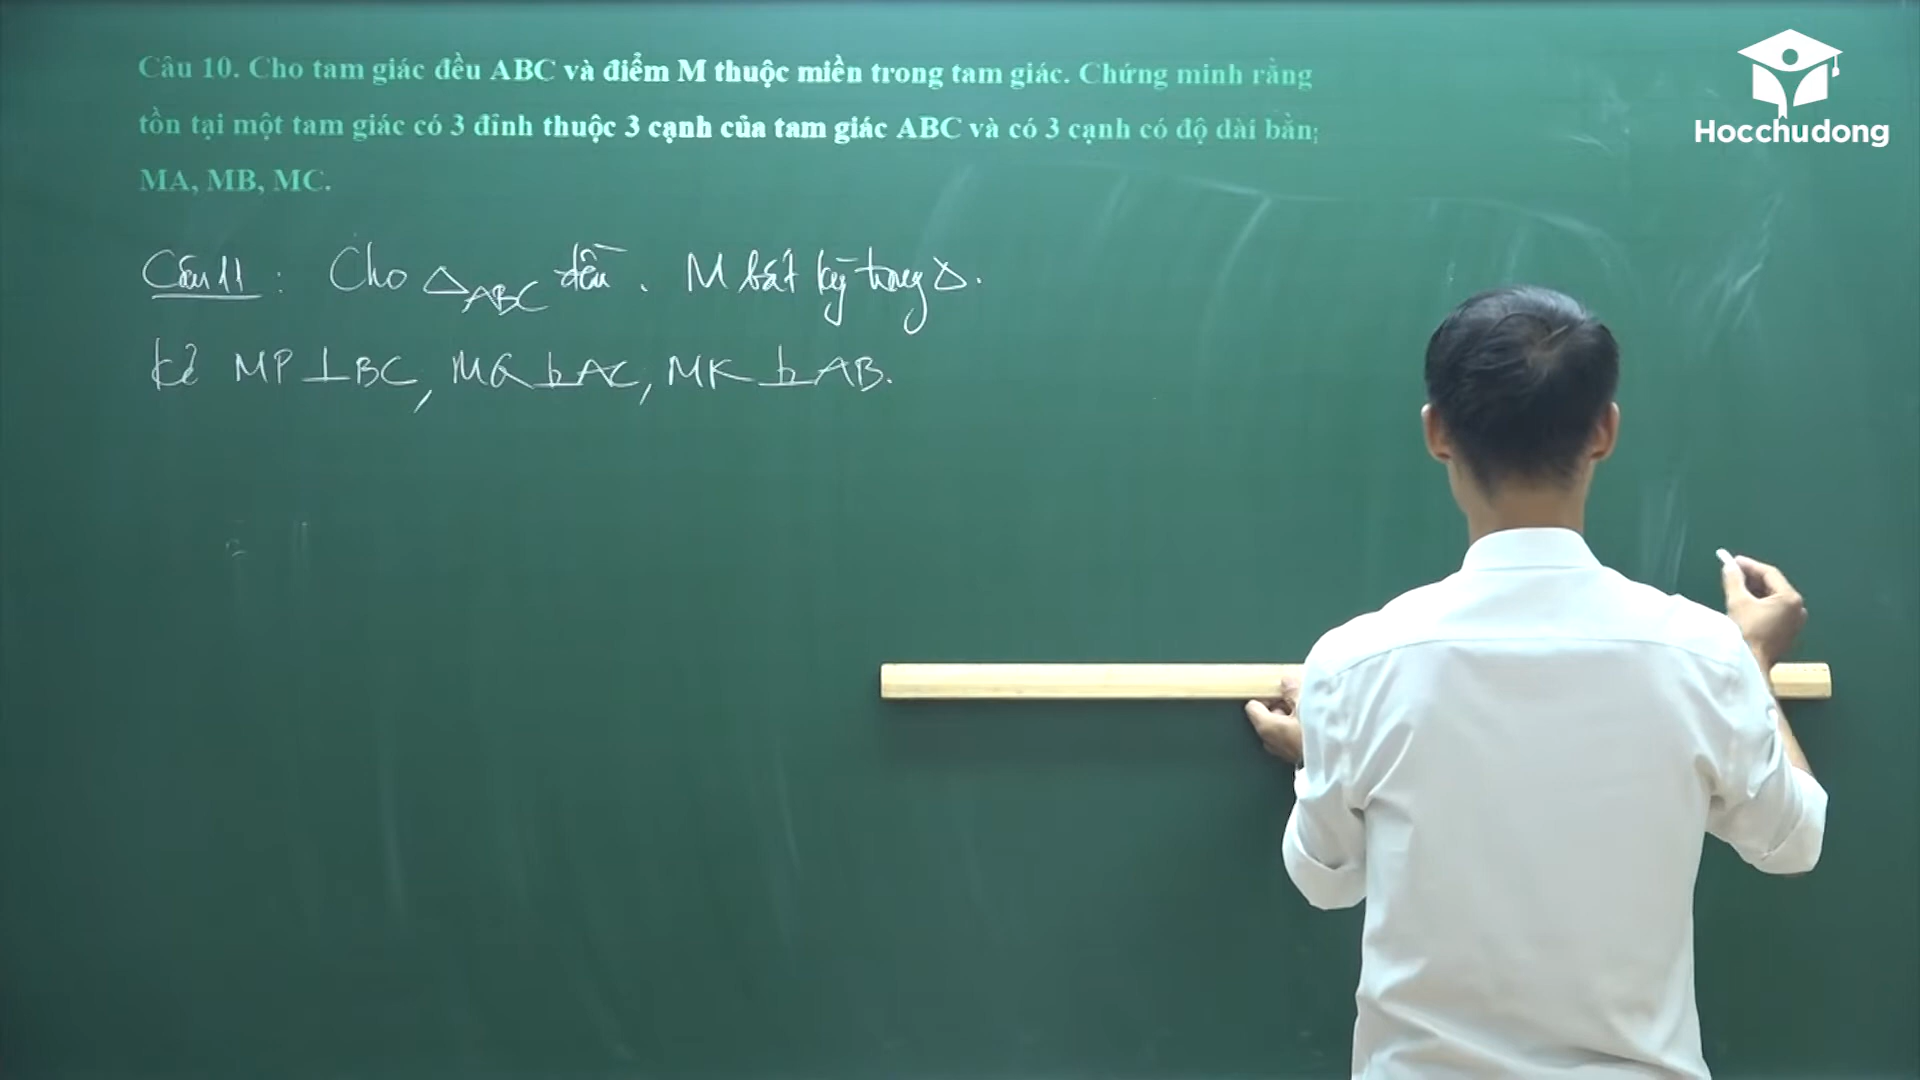 Câu 10. Cho tam giác đều ABC và điểm M thuộc miền trong tam giác. Chứng minh rằng
tồn tại một tam giác có 3 đỉnh thuộc 3 cạnh của tam giác ABC và có 3 cạnh có độ dài bằng
MA, MB, MC.
Hocchudong
Câu 11 : Cho △ABC đều . M bất kỳ trong △.
kẻ MP ⊥ BC, MQ ⊥ AC, MK ⊥ AB.